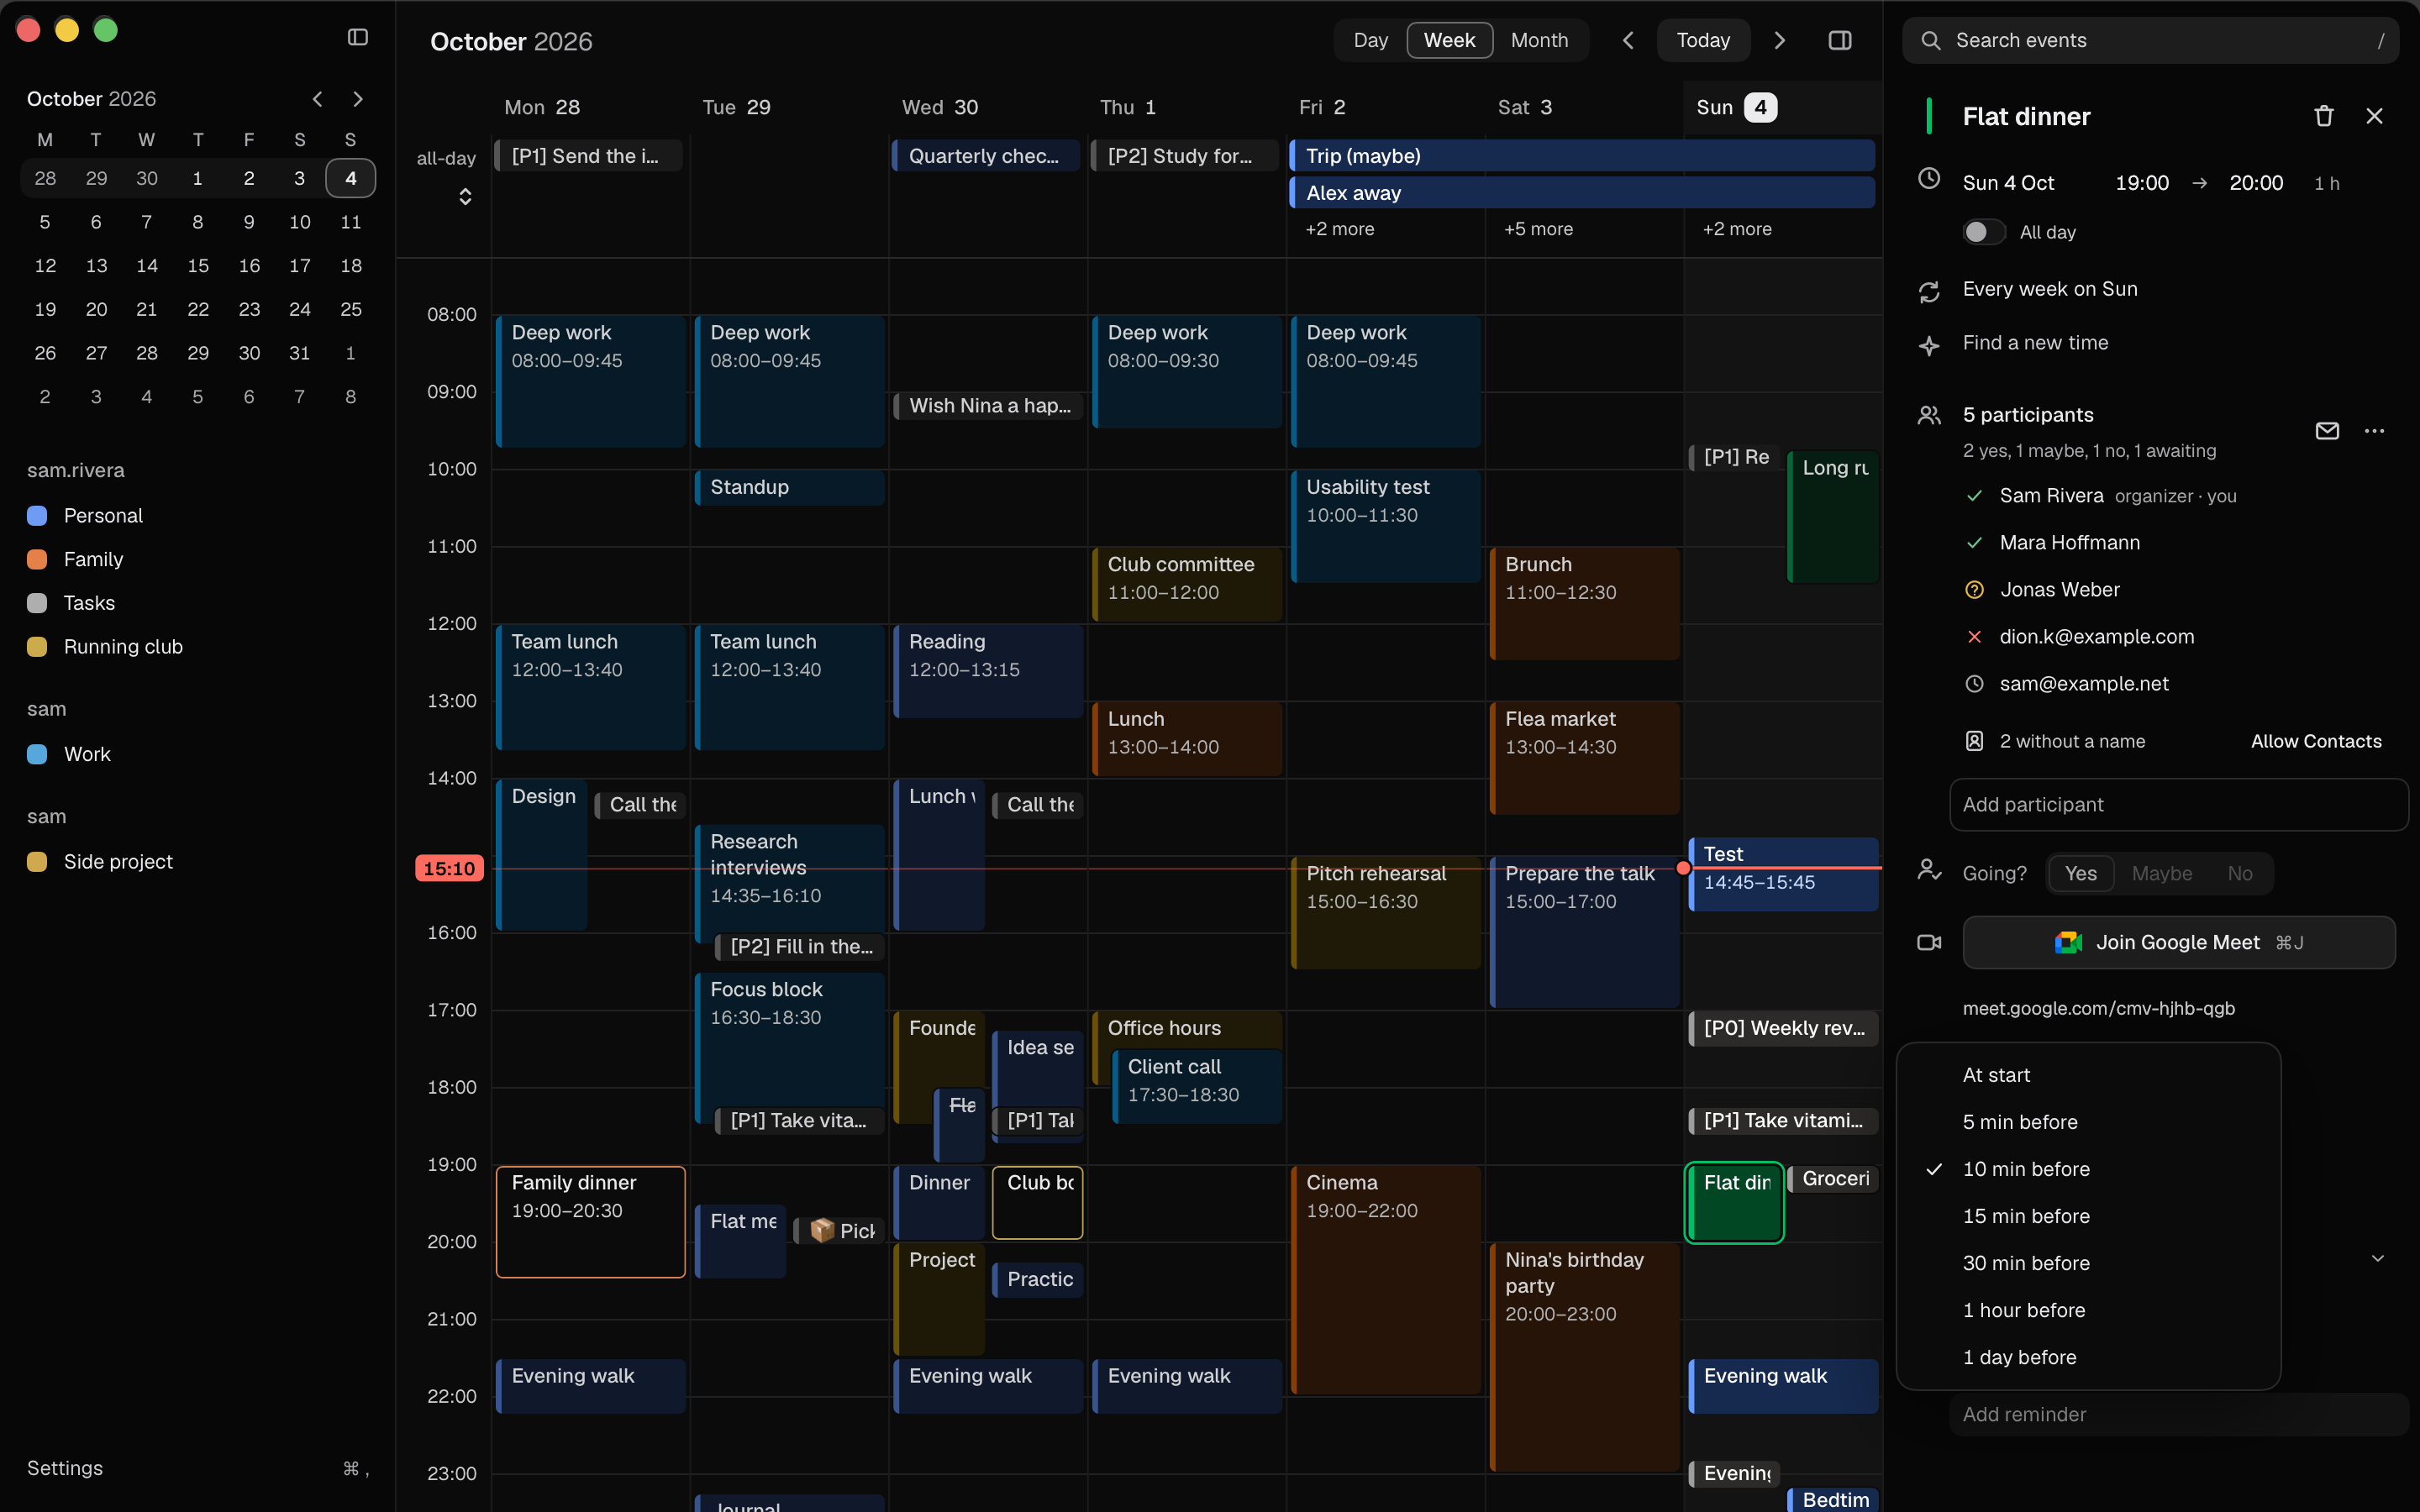 October 2026
M T W T F S S
28 29 30 1 2 3 4
5 6 7 8 9 10 11
12 13 14 15 16 17 18
19 20 21 22 23 24 25
26 27 28 29 30 31 1
2 3 4 5 6 7 8
sam.rivera
Personal
Family
Tasks
Running club
sam
Work
sam
Side project
Settings ⌘ ,
October 2026
Day Week Month Today
Mon 28 Tue 29 Wed 30 Thu 1 Fri 2 Sat 3 Sun 4
all-day
[P1] Send the i...
Quarterly chec...
[P2] Study for...
Trip (maybe)
Alex away
+2 more +5 more +2 more
08:00
09:00
10:00
11:00
12:00
13:00
14:00
15:10
16:00
17:00
18:00
19:00
20:00
21:00
22:00
23:00
Deep work
08:00–09:45
Team lunch
12:00–13:40
Design
Call the
Family dinner
19:00–20:30
Evening walk
Deep work
08:00–09:45
Standup
Team lunch
12:00–13:40
Research
interviews
14:35–16:10
[P2] Fill in the...
Focus block
16:30–18:30
[P1] Take vita...
Flat me
📦 Pick
Journal
Wish Nina a hap...
Reading
12:00–13:15
Lunch
Call the
Founde
Idea se
Fla
[P1] Tak
Dinner
Club bo
Project
Practic
Evening walk
Deep work
08:00–09:30
Club committee
11:00–12:00
Lunch
13:00–14:00
Office hours
Client call
17:30–18:30
Evening walk
Deep work
08:00–09:45
Usability test
10:00–11:30
Pitch rehearsal
15:00–16:30
Cinema
19:00–22:00
Brunch
11:00–12:30
Flea market
13:00–14:30
Prepare the talk
15:00–17:00
Nina's birthday
party
20:00–23:00
[P1] Re
Long ru
Test
14:45–15:45
[P0] Weekly rev...
[P1] Take vitami...
Flat din
Groceri
Evening walk
Evening
Bedtim
Search events /
Flat dinner
Sun 4 Oct 19:00 → 20:00 1 h
All day
Every week on Sun
Find a new time
5 participants
2 yes, 1 maybe, 1 no, 1 awaiting
Sam Rivera organizer · you
Mara Hoffmann
Jonas Weber
dion.k@example.com
sam@example.net
2 without a name Allow Contacts
Add participant
Going? Yes Maybe No
Join Google Meet ⌘J
meet.google.com/cmv-hjhb-qgb
At start
5 min before
10 min before
15 min before
30 min before
1 hour before
1 day before
Add reminder